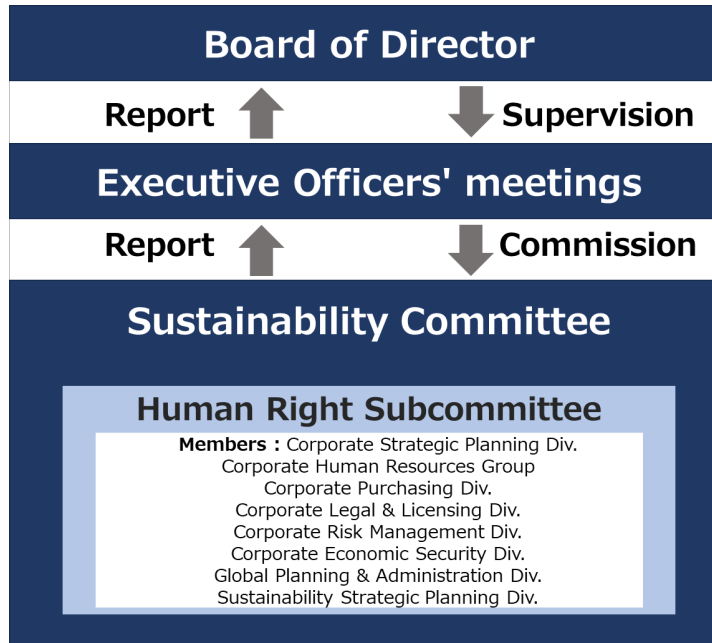 Board of Director
Report Supervision
Executive Officers' meetings
Report Commission
Sustainability Committee
Human Right Subcommittee
Members : Corporate Strategic Planning Div.
Corporate Human Resources Group
Corporate Purchasing Div.
Corporate Legal & Licensing Div.
Corporate Risk Management Div.
Corporate Economic Security Div.
Global Planning & Administration Div.
Sustainability Strategic Planning Div.